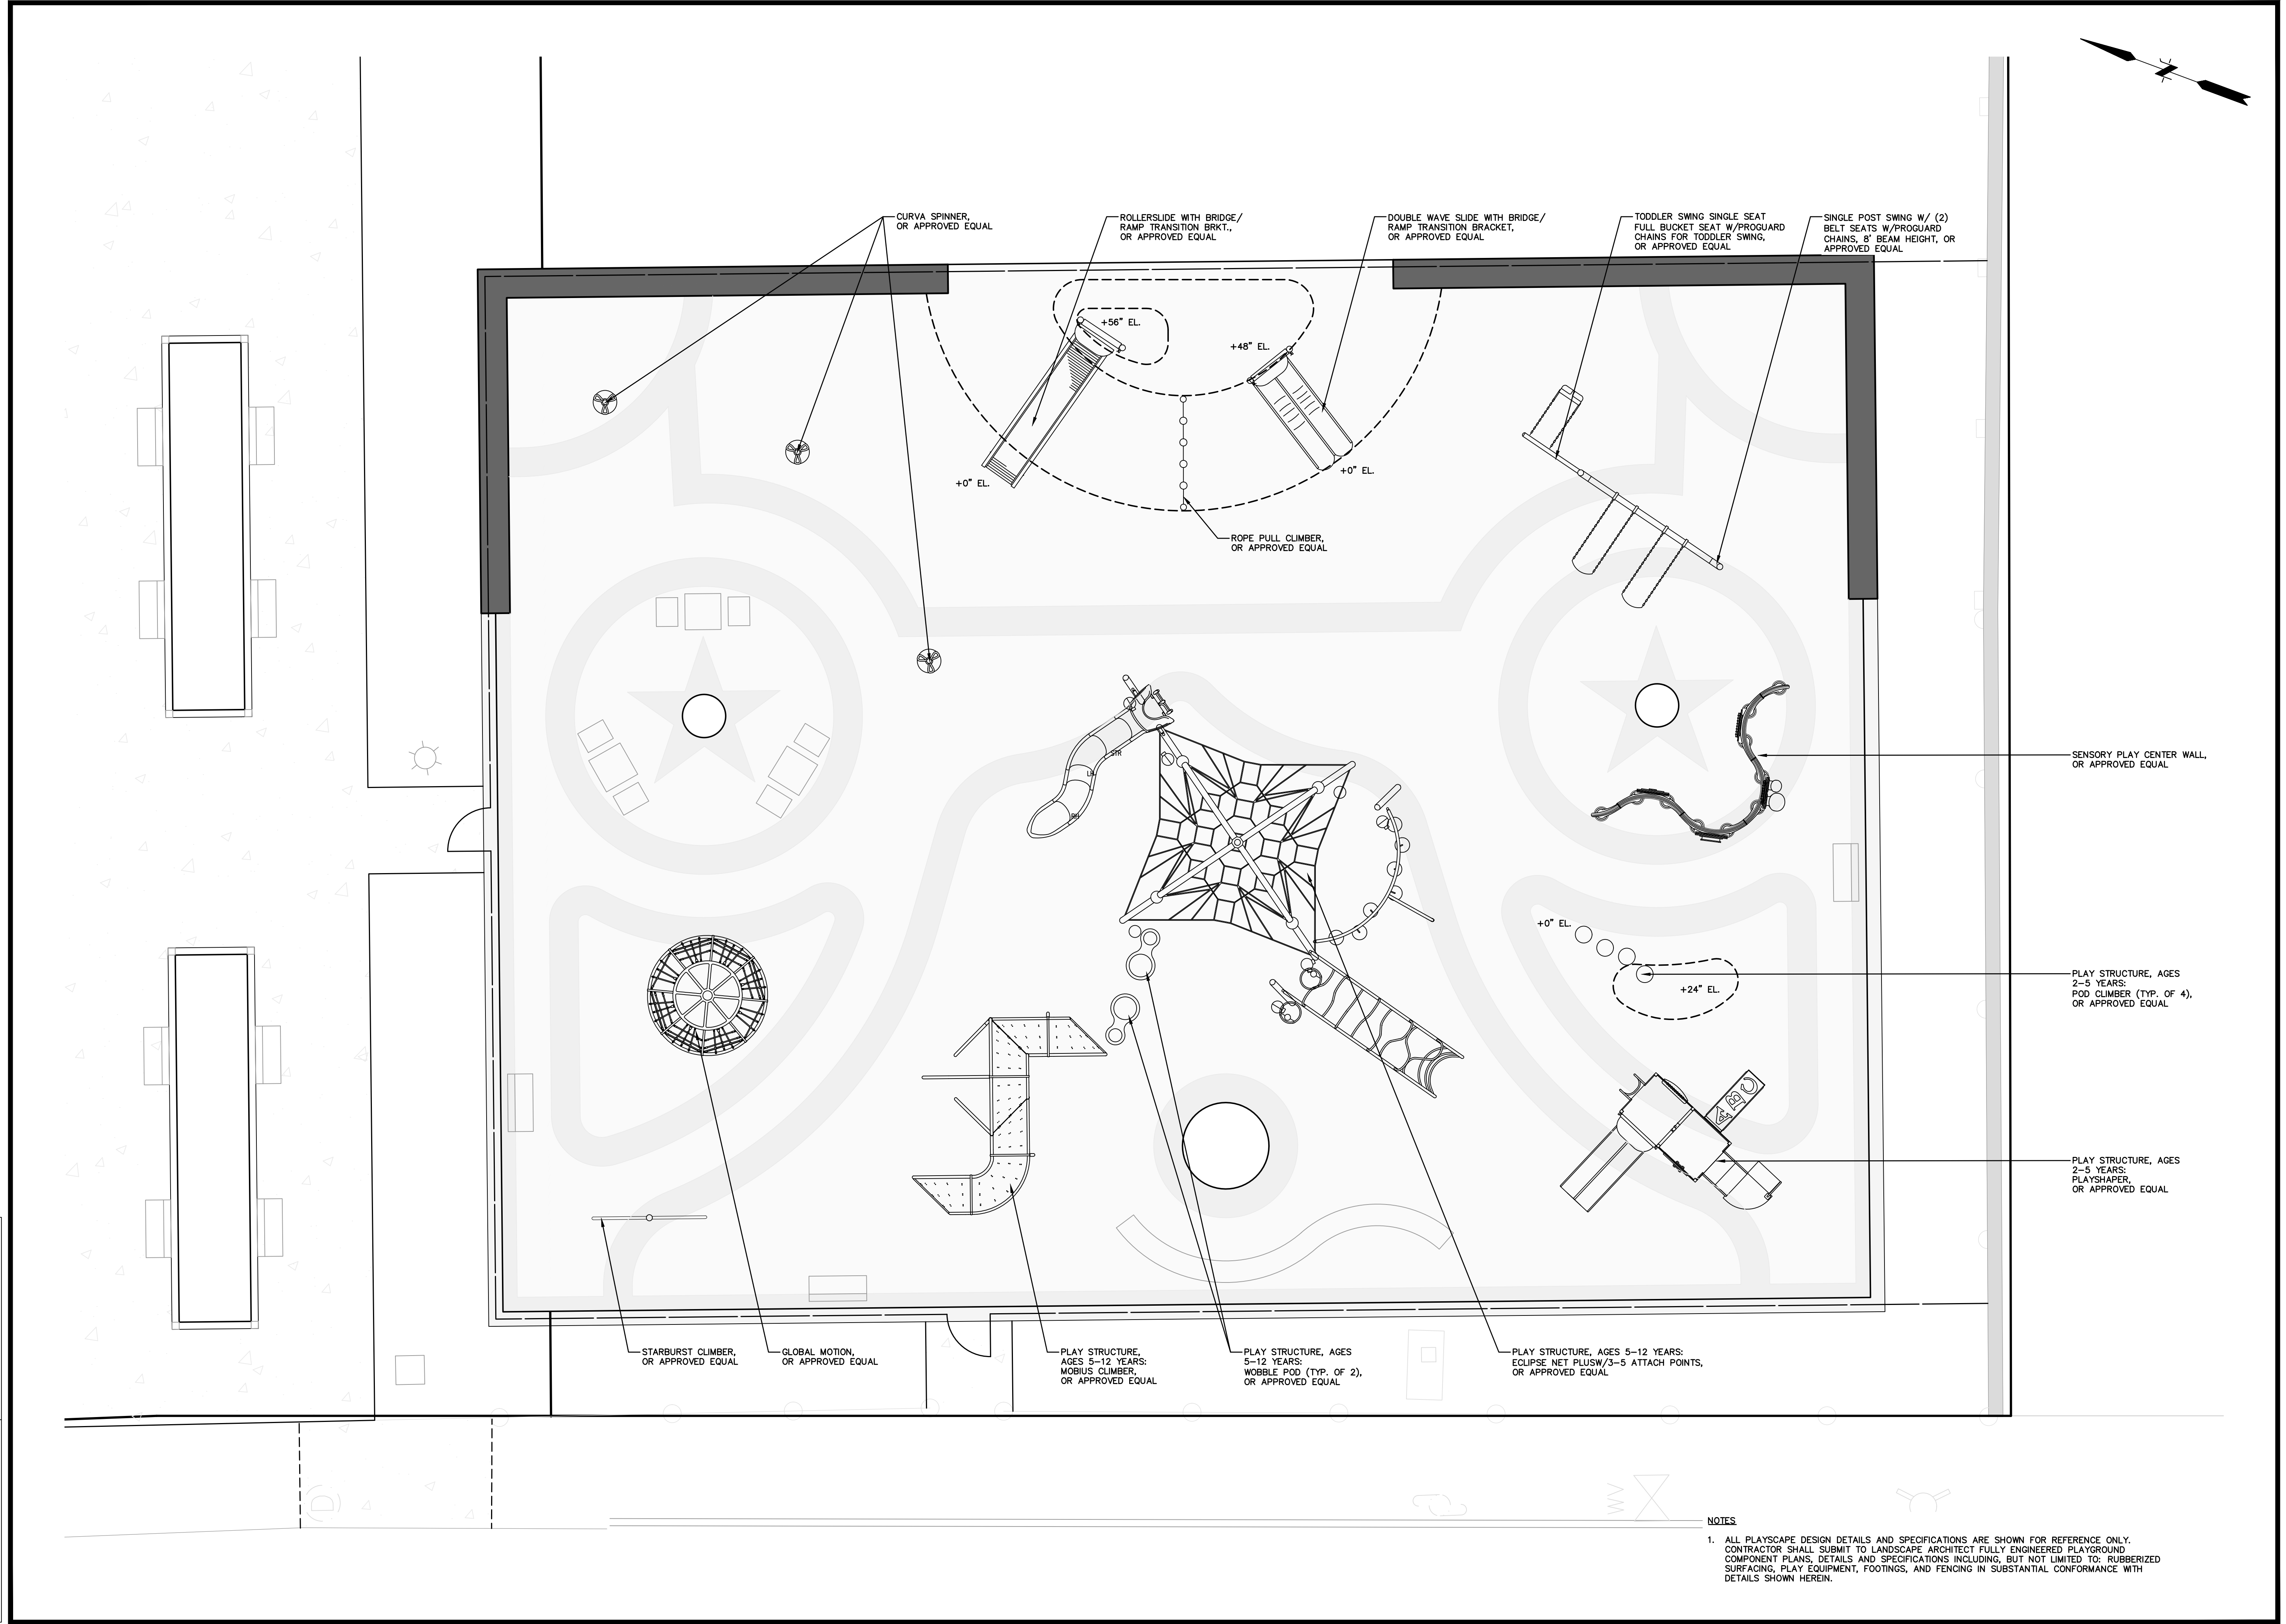 CURVA SPINNER,
OR APPROVED EQUAL
ROLLERSLIDE WITH BRIDGE/
RAMP TRANSITION BRKT.,
OR APPROVED EQUAL
DOUBLE WAVE SLIDE WITH BRIDGE/
RAMP TRANSITION BRACKET,
OR APPROVED EQUAL
TODDLER SWING SINGLE SEAT
FULL BUCKET SEAT W/PROGUARD
CHAINS FOR TODDLER SWING,
OR APPROVED EQUAL
SINGLE POST SWING W/ (2)
BELT SEATS W/PROGUARD
CHAINS, 8' BEAM HEIGHT, OR
APPROVED EQUAL
+56" EL.
+48" EL.
+0" EL.
+0" EL.
ROPE PULL CLIMBER,
OR APPROVED EQUAL
STR
LH
RH
SENSORY PLAY CENTER WALL,
OR APPROVED EQUAL
+0" EL.
+24" EL.
PLAY STRUCTURE, AGES
2-5 YEARS:
POD CLIMBER (TYP. OF 4),
OR APPROVED EQUAL
ABC
PLAY STRUCTURE, AGES
2-5 YEARS:
PLAYSHAPER,
OR APPROVED EQUAL
STARBURST CLIMBER,
OR APPROVED EQUAL
GLOBAL MOTION,
OR APPROVED EQUAL
PLAY STRUCTURE,
AGES 5-12 YEARS:
MOBIUS CLIMBER,
OR APPROVED EQUAL
PLAY STRUCTURE, AGES
5-12 YEARS:
WOBBLE POD (TYP. OF 2),
OR APPROVED EQUAL
PLAY STRUCTURE, AGES 5-12 YEARS:
ECLIPSE NET PLUSW/3-5 ATTACH POINTS,
OR APPROVED EQUAL
D
WV
NOTES
1. ALL PLAYSCAPE DESIGN DETAILS AND SPECIFICATIONS ARE SHOWN FOR REFERENCE ONLY.
CONTRACTOR SHALL SUBMIT TO LANDSCAPE ARCHITECT FULLY ENGINEERED PLAYGROUND
COMPONENT PLANS, DETAILS AND SPECIFICATIONS INCLUDING, BUT NOT LIMITED TO: RUBBERIZED
SURFACING, PLAY EQUIPMENT, FOOTINGS, AND FENCING IN SUBSTANTIAL CONFORMANCE WITH
DETAILS SHOWN HEREIN.